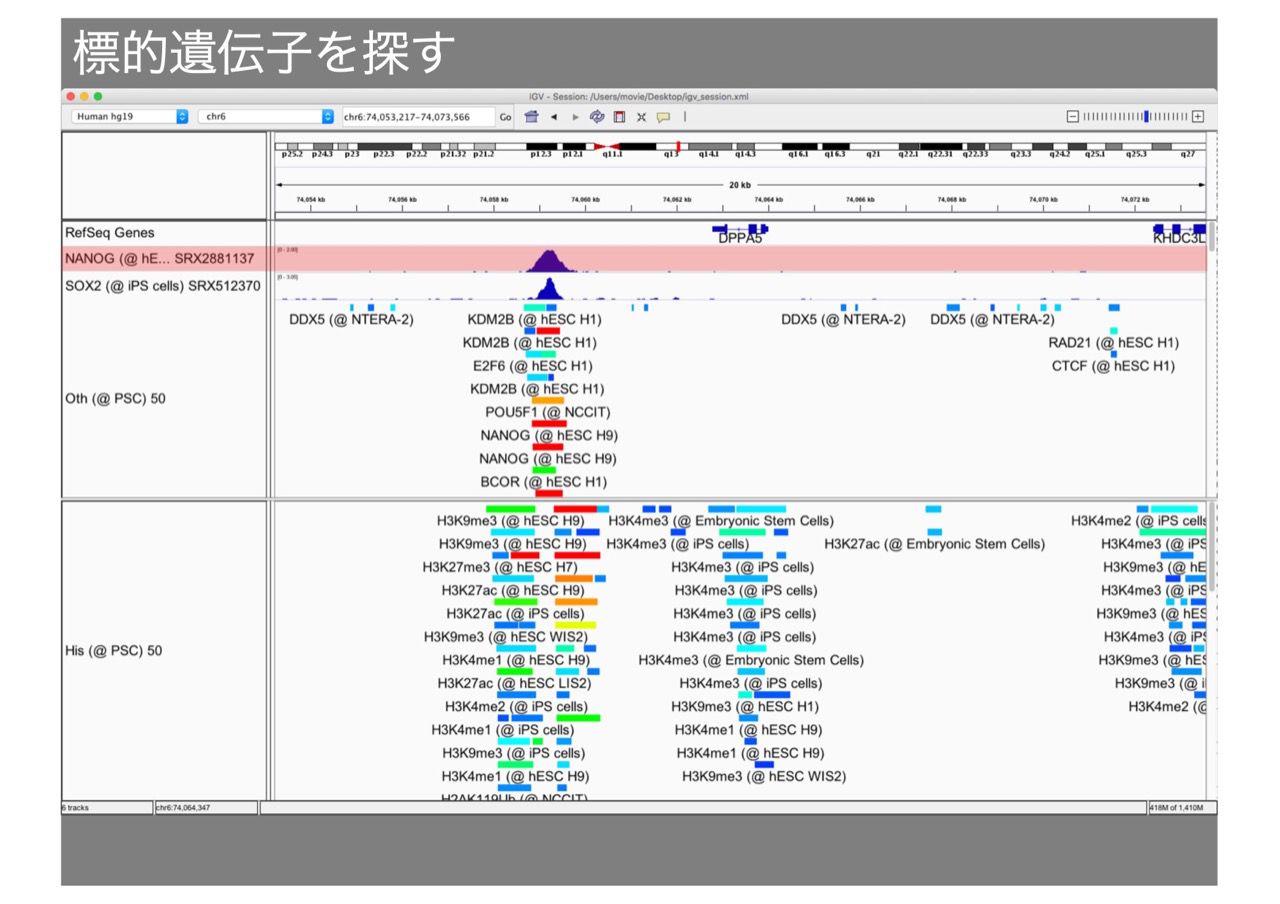 標的遺伝子を探す
IGV - Session: /Users/movie/Desktop/igv_session.xml
Human hg19 chr6 chr6:74,053,217-74,073,566 Go
p25.2 p24.3 p23 p22.3 p22.2 p21.32 p21.2 p12.3 p12.1 q11.1 q13 q14.1 q14.3 q16.1 q16.3 q21 q22.1 q22.31 q22.33 q23.3 q24.2 q25.1 q25.3 q27
20 kb
74,054 kb 74,056 kb 74,058 kb 74,060 kb 74,062 kb 74,064 kb 74,066 kb 74,068 kb 74,070 kb 74,072 kb
RefSeq Genes
DPPA5 KHDC3L
NANOG (@ hE... SRX2881137
[0 - 2.00]
SOX2 (@ iPS cells) SRX512370
[0 - 3.00]
DDX5 (@ NTERA-2) KDM2B (@ hESC H1) DDX5 (@ NTERA-2) DDX5 (@ NTERA-2)
KDM2B (@ hESC H1) RAD21 (@ hESC H1)
E2F6 (@ hESC H1) CTCF (@ hESC H1)
KDM2B (@ hESC H1)
Oth (@ PSC) 50
POU5F1 (@ NCCIT)
NANOG (@ hESC H9)
NANOG (@ hESC H9)
BCOR (@ hESC H1)
H3K9me3 (@ hESC H9) H3K4me3 (@ Embryonic Stem Cells) H3K4me2 (@ iPS cells
H3K9me3 (@ hESC H9) H3K4me3 (@ iPS cells) H3K27ac (@ Embryonic Stem Cells) H3K4me3 (@ iPS
H3K27me3 (@ hESC H7) H3K4me3 (@ iPS cells) H3K9me3 (@ hE
H3K27ac (@ hESC H9) H3K4me3 (@ iPS cells) H3K4me3 (@ iPS
H3K27ac (@ iPS cells) H3K4me3 (@ iPS cells) H3K9me3 (@ hES
H3K9me3 (@ hESC WIS2) H3K4me3 (@ iPS cells) H3K4me3 (@ iPS
His (@ PSC) 50
H3K4me1 (@ hESC H9) H3K4me3 (@ Embryonic Stem Cells) H3K9me3 (@ hES
H3K27ac (@ hESC LIS2) H3K4me3 (@ iPS cells) H3K9me3 (@ i
H3K4me2 (@ iPS cells) H3K9me3 (@ hESC H1) H3K4me2 (@
H3K4me1 (@ iPS cells) H3K4me1 (@ hESC H9)
H3K9me3 (@ iPS cells) H3K4me1 (@ hESC H9)
H3K4me1 (@ hESC H9) H3K9me3 (@ hESC WIS2)
H2AK119Ub (@ NCCIT)
6 tracks chr6:74,064,347 418M of 1,410M